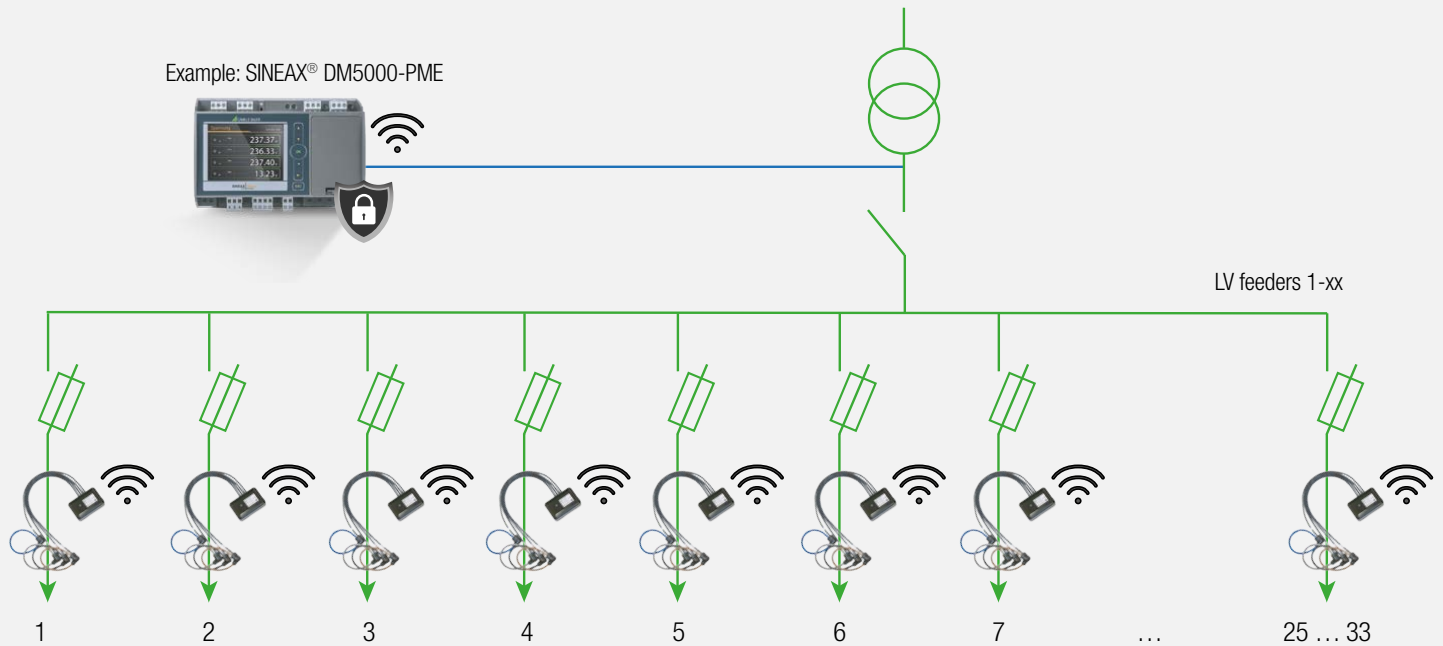 Example: SINEAX® DM5000-PME
237.37
236.33
237.40
13.23
LV feeders 1-xx
1 2 3 4 5 6 7 … 25 … 33